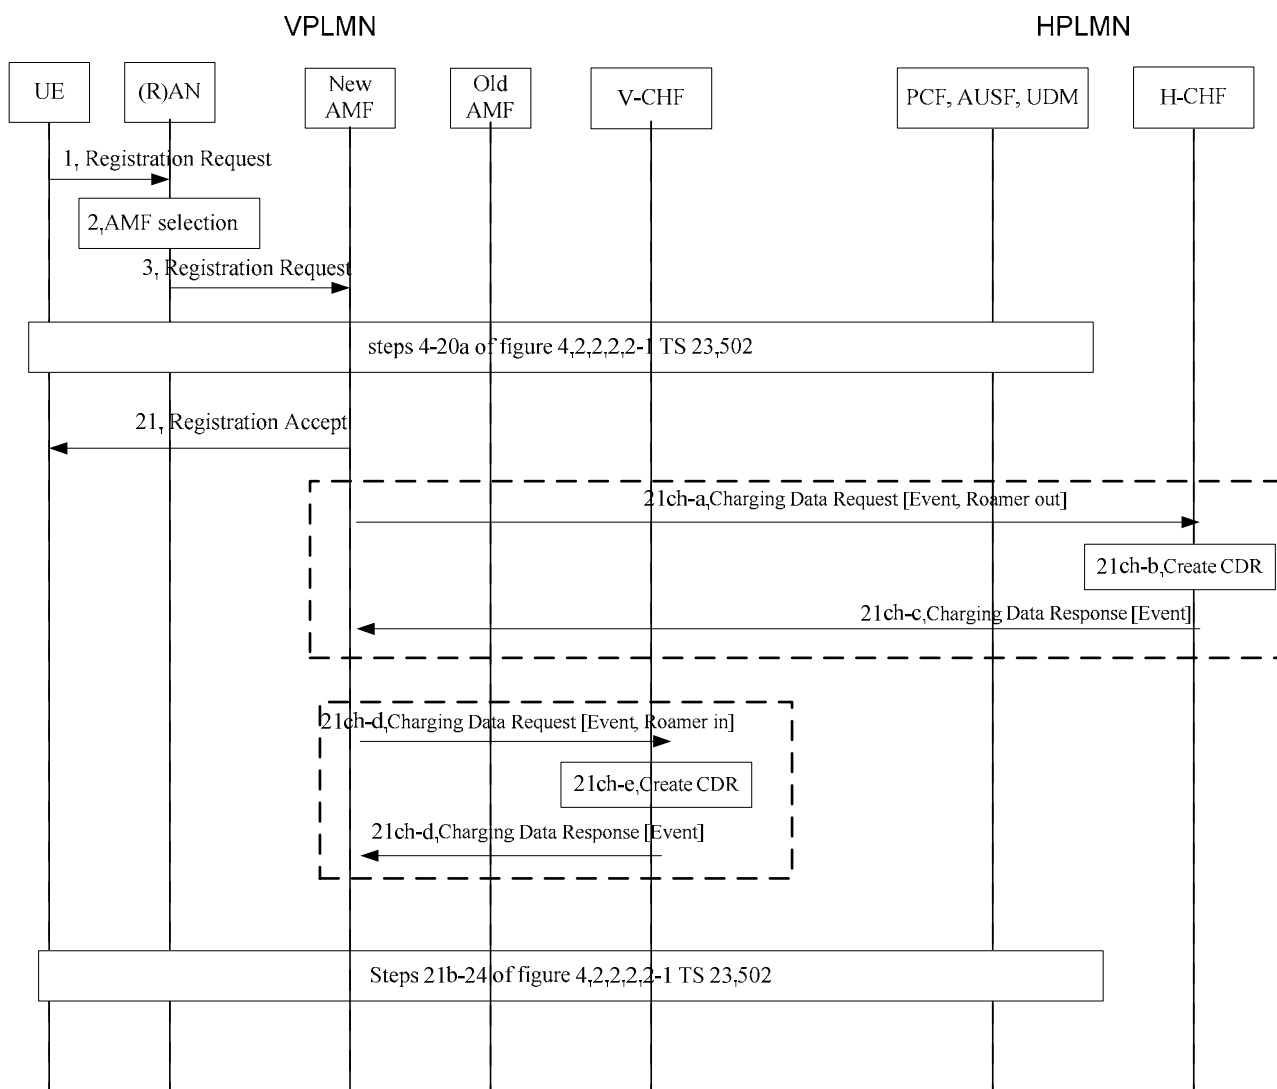 VPLMN
HPLMN
UE
(R)AN
New
AMF
Old
AMF
V-CHF
PCF, AUSF, UDM
H-CHF
1, Registration Request
2,AMF selection
3, Registration Request
steps 4-20a of figure 4,2,2,2,2-1 TS 23,502
21, Registration Accept
21ch-a,Charging Data Request [Event, Roamer out]
21ch-b,Create CDR
21ch-c,Charging Data Response [Event]
21ch-d,Charging Data Request [Event, Roamer in]
21ch-e,Create CDR
21ch-d,Charging Data Response [Event]
Steps 21b-24 of figure 4,2,2,2,2-1 TS 23,502